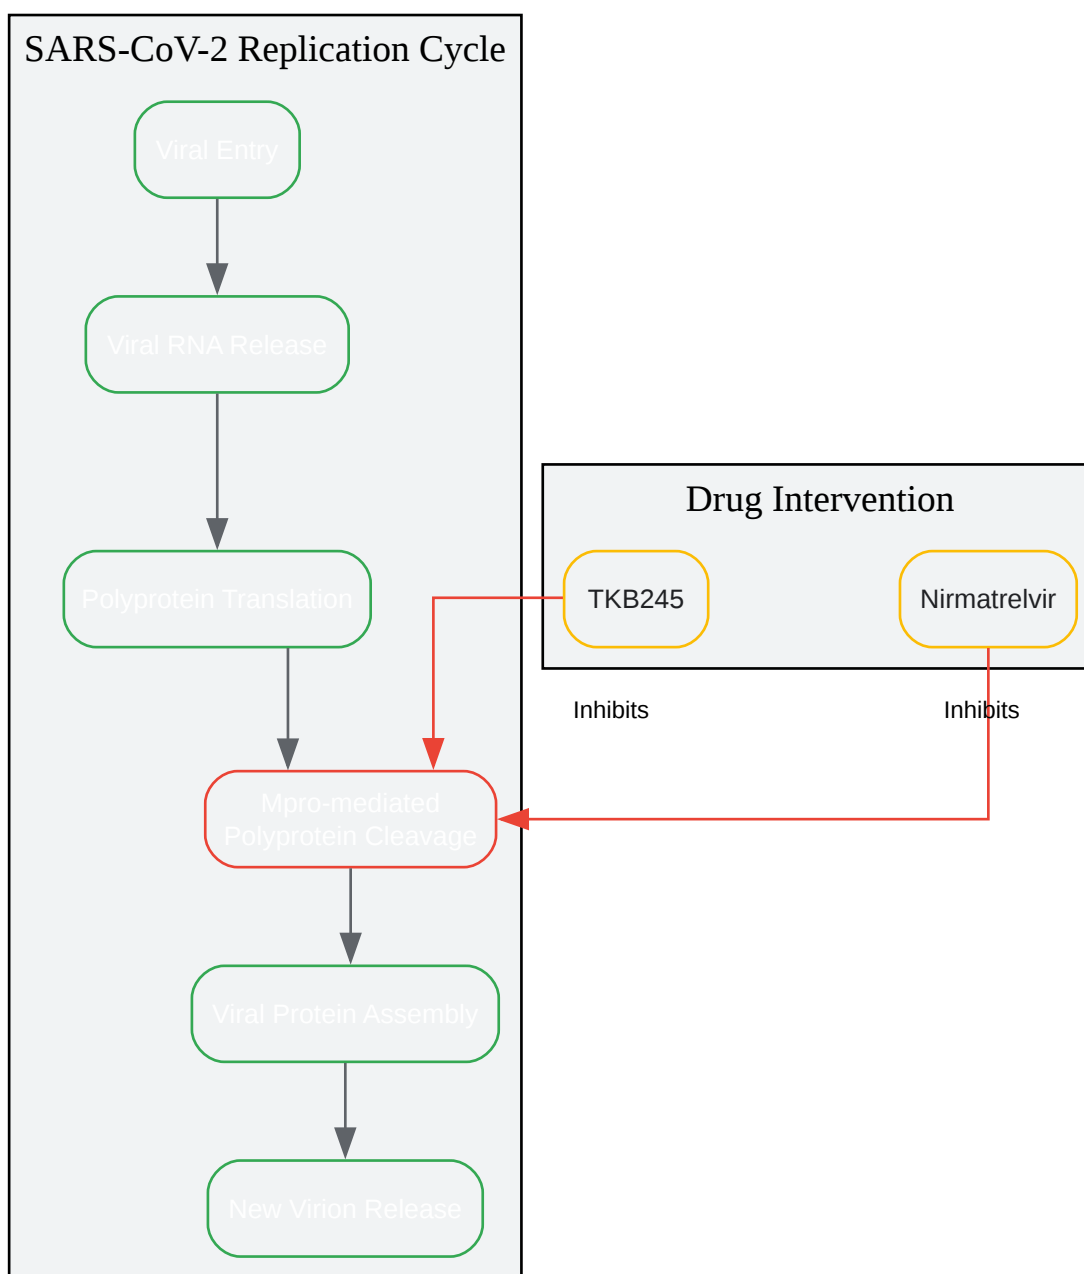 SARS-CoV-2 Replication Cycle
Viral Entry
Viral RNA Release
Polyprotein Translation
Mpro-mediated
Polyprotein Cleavage
Viral Protein Assembly
New Virion Release
Drug Intervention
TKB245
Nirmatrelvir
Inhibits
Inhibits